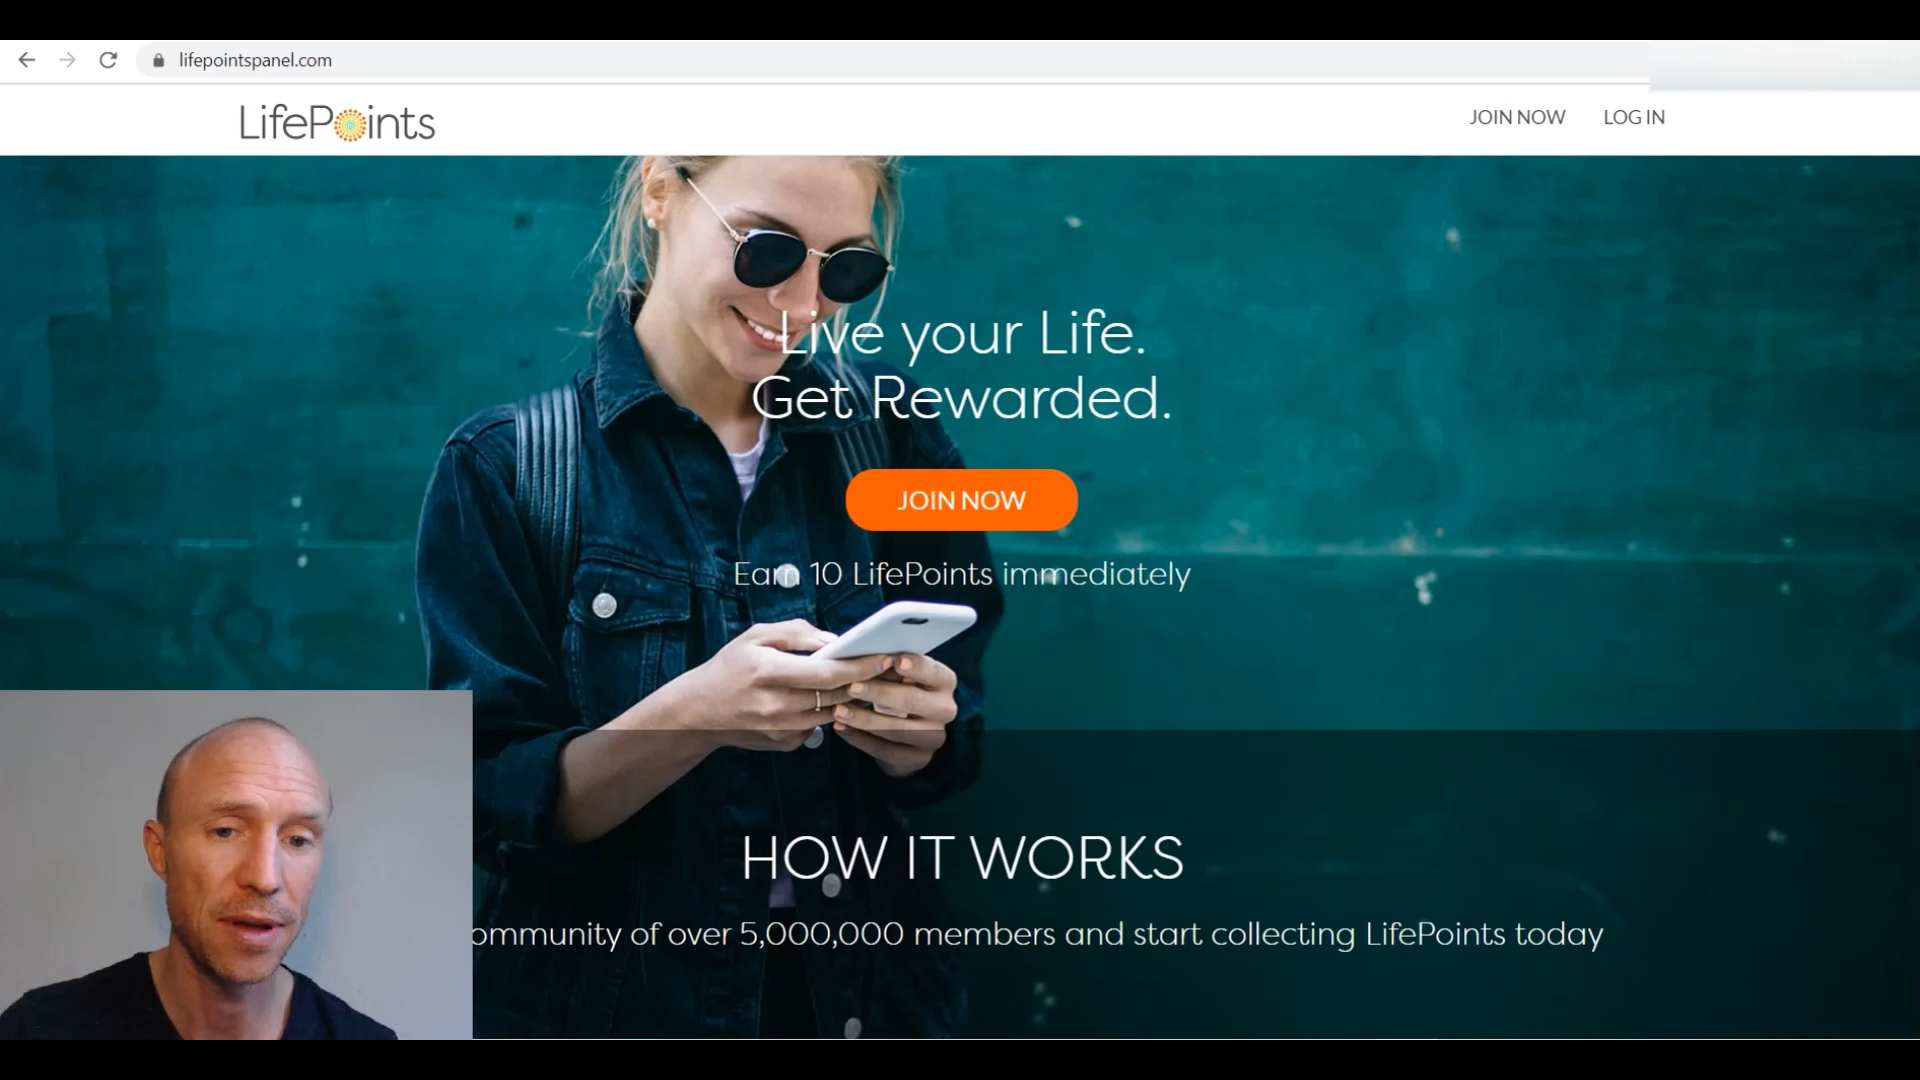 lifepointspanel.com
LifePoints
JOIN NOW
LOG IN
Live your Life.
Get Rewarded.
JOIN NOW
Earn 10 LifePoints immediately
HOW IT WORKS
ommunity of over 5,000,000 members and start collecting LifePoints today